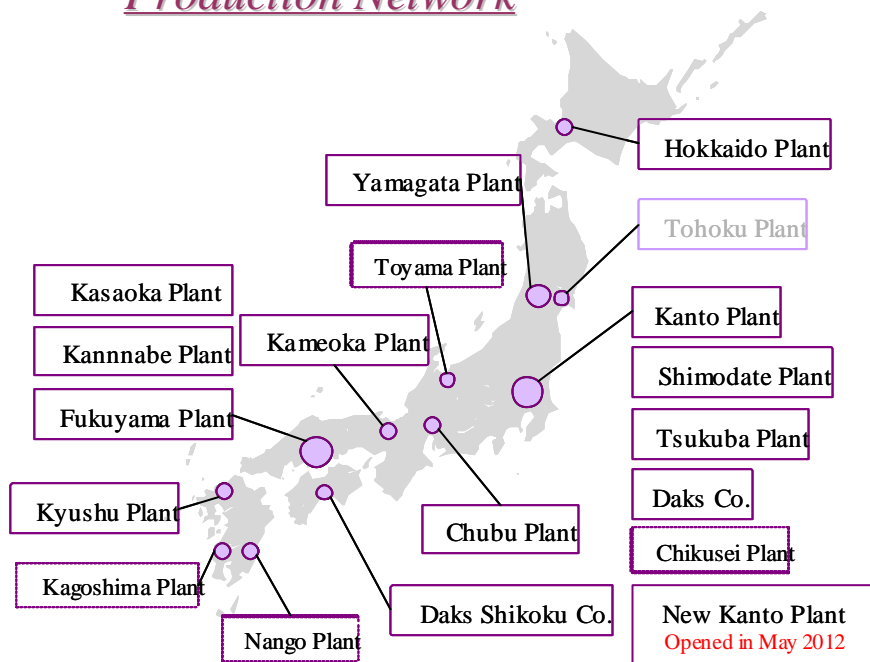 Production Network
Hokkaido Plant
Yamagata Plant
Tohoku Plant
Toyama Plant
Kasaoka Plant
Kanto Plant
Kameoka Plant
Kannnabe Plant
Shimodate Plant
Fukuyama Plant
Tsukuba Plant
Daks Co.
Kyushu Plant
Chubu Plant
Chikusei Plant
Kagoshima Plant
Daks Shikoku Co.
New Kanto Plant
Opened in May 2012
Nango Plant